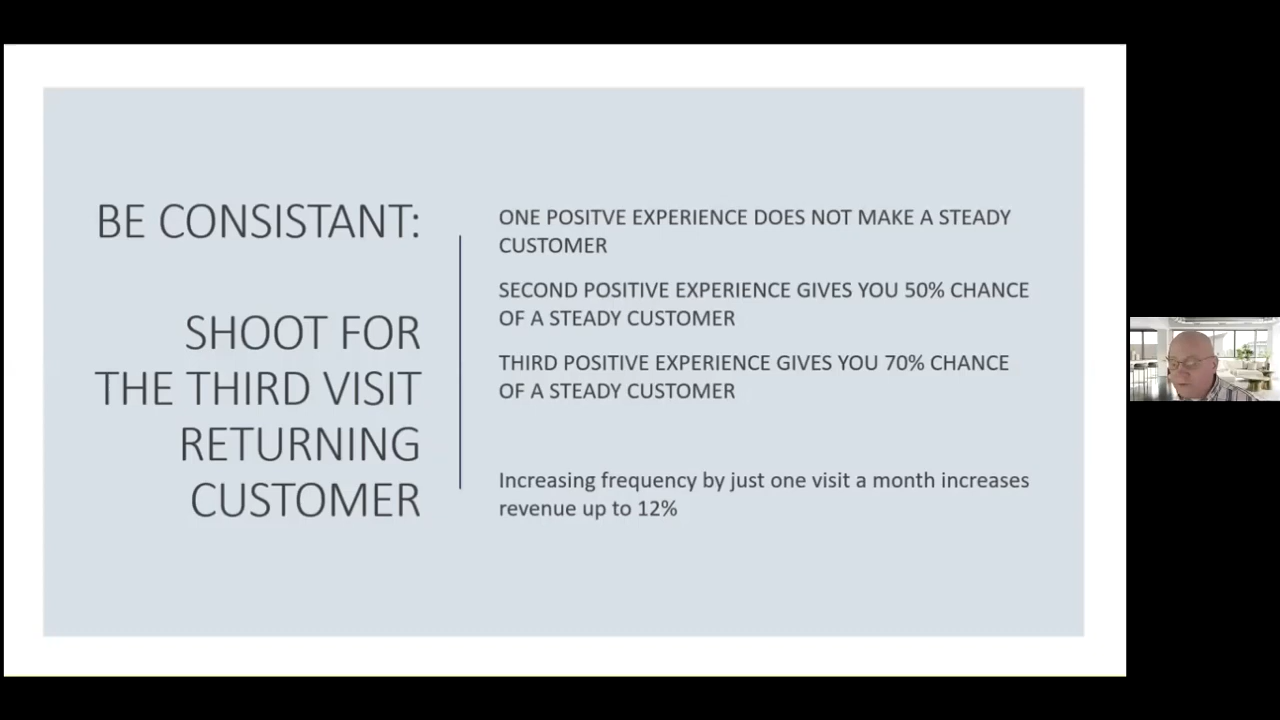 BE CONSISTANT:
SHOOT FOR
THE THIRD VISIT
RETURNING
CUSTOMER
ONE POSITVE EXPERIENCE DOES NOT MAKE A STEADY
CUSTOMER
SECOND POSITIVE EXPERIENCE GIVES YOU 50% CHANCE
OF A STEADY CUSTOMER
THIRD POSITIVE EXPERIENCE GIVES YOU 70% CHANCE
OF A STEADY CUSTOMER
Increasing frequency by just one visit a month increases
revenue up to 12%